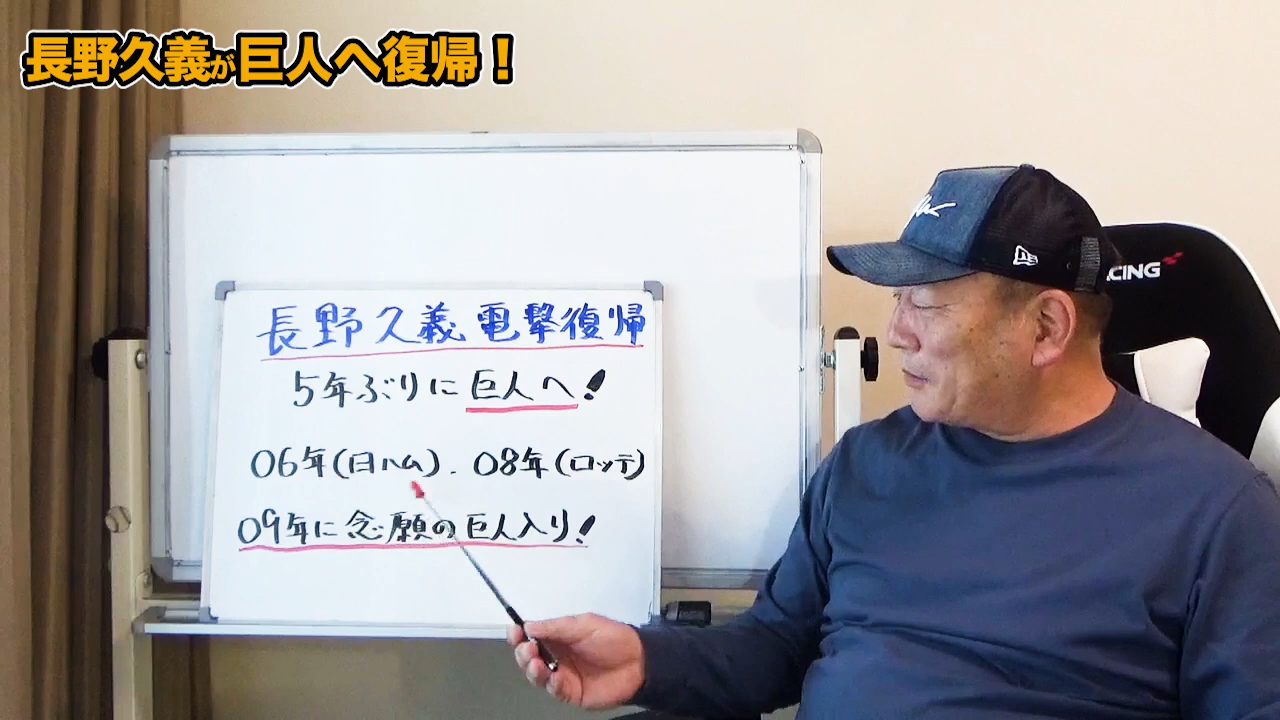 長野久義が巨人へ復帰！
長野久義電撃復帰
5年ぶりに巨人へ!
06年(日ハム)、08年(ロッテ)
09年に念願の巨人入り!
CING